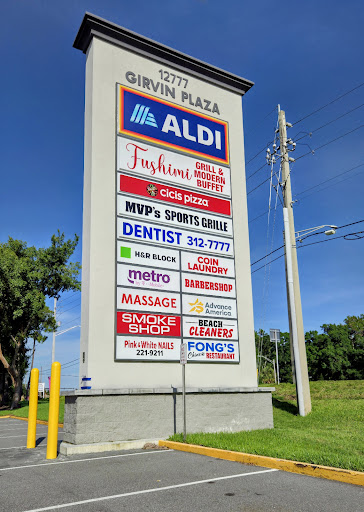 12777
GIRVIN PLAZA
ALDI
Fushimi GRILL &
MODERN
BUFFET
cicis pizza
MVP's SPORTS GRILLE
DENTIST 312-7777
H&R BLOCK
COIN
LAUNDRY
metro
BARBERSHOP
MASSAGE
Advance
America
SMOKE
SHOP
BEACH
CLEANERS
Pink & White NAILS
221-9211
FONG'S
Chinese RESTAURANT